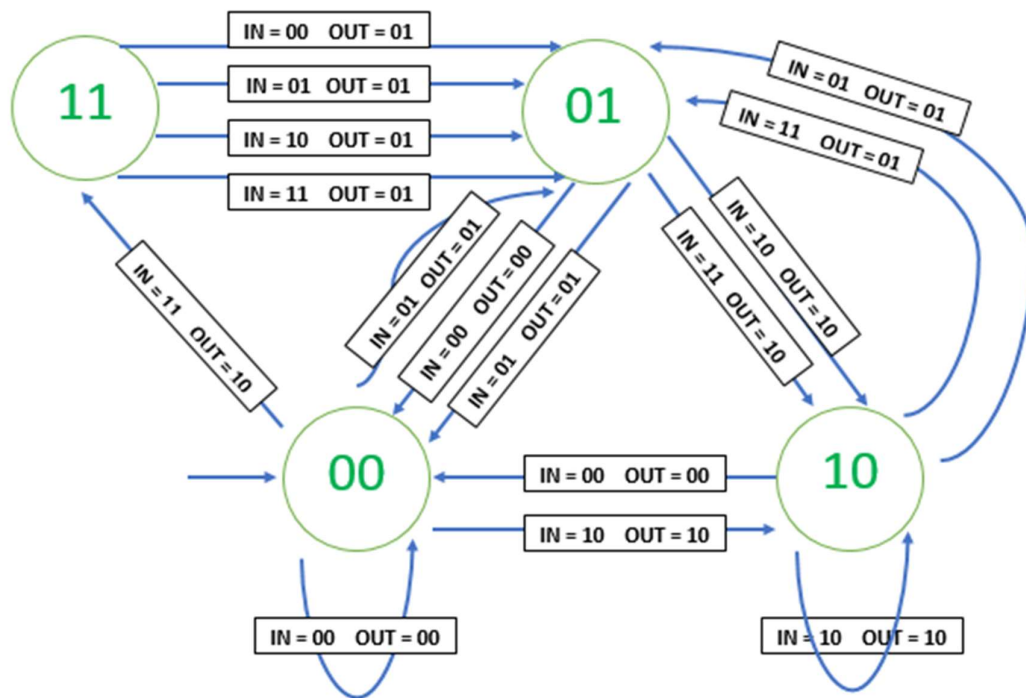 IN = 00 OUT = 01
11
01
IN = 01 OUT = 01
IN = 01 OUT = 01
IN = 11 OUT = 01
IN = 10 OUT = 01
IN = 11 OUT = 01
IN = 11 OUT = 10
IN = 01 OUT = 01
IN = 00 OUT = 00
IN = 01 OUT = 01
IN = 11 OUT = 10
IN = 10 OUT = 10
00
10
IN = 00 OUT = 00
IN = 10 OUT = 10
IN = 00 OUT = 00
IN = 10 OUT = 10